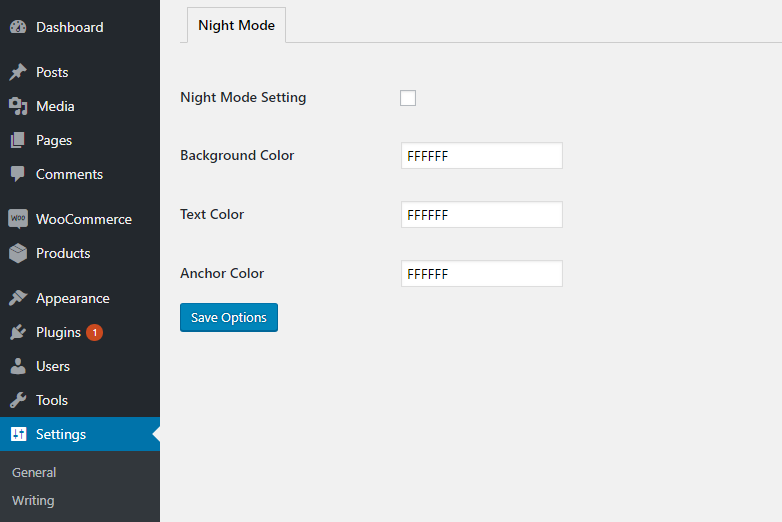 Dashboard
Posts
Media
Pages
Comments
woo WooCommerce
Products
Appearance
Plugins 1
Users
Tools
Settings
General
Writing
Night Mode
Night Mode Setting
Background Color FFFFFF
Text Color FFFFFF
Anchor Color FFFFFF
Save Options